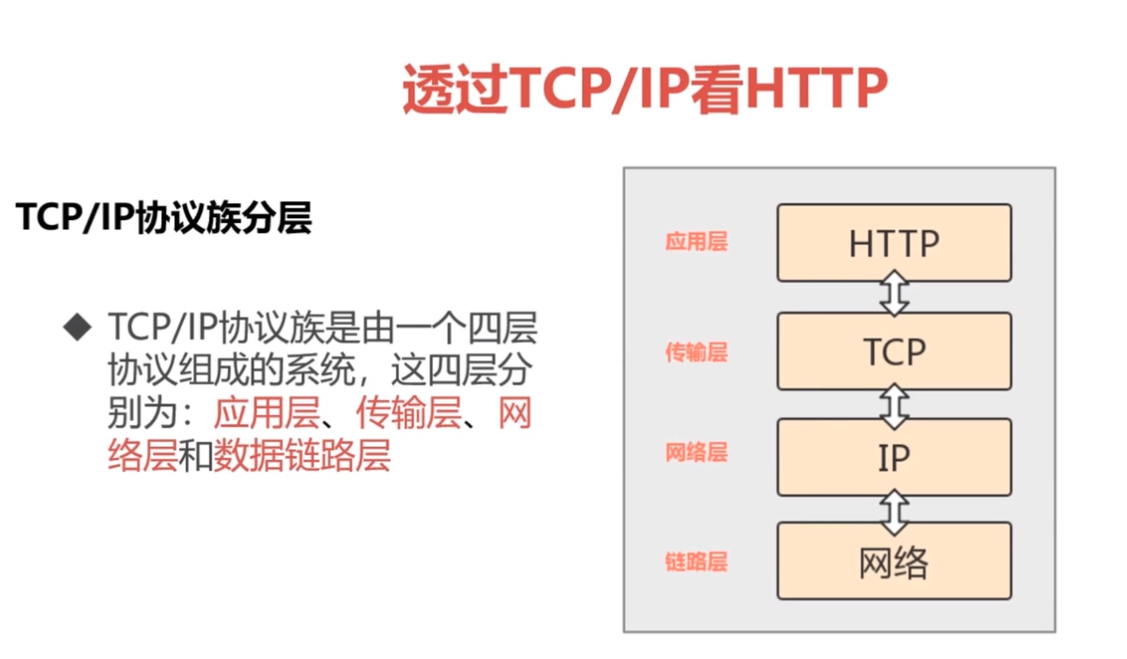 透过TCP/IP看HTTP
TCP/IP协议族分层
◆ TCP/IP协议族是由一个四层
协议组成的系统，这四层分
别为：应用层、传输层、网
络层和数据链路层
应用层
HTTP
传输层
TCP
网络层
IP
链路层
网络